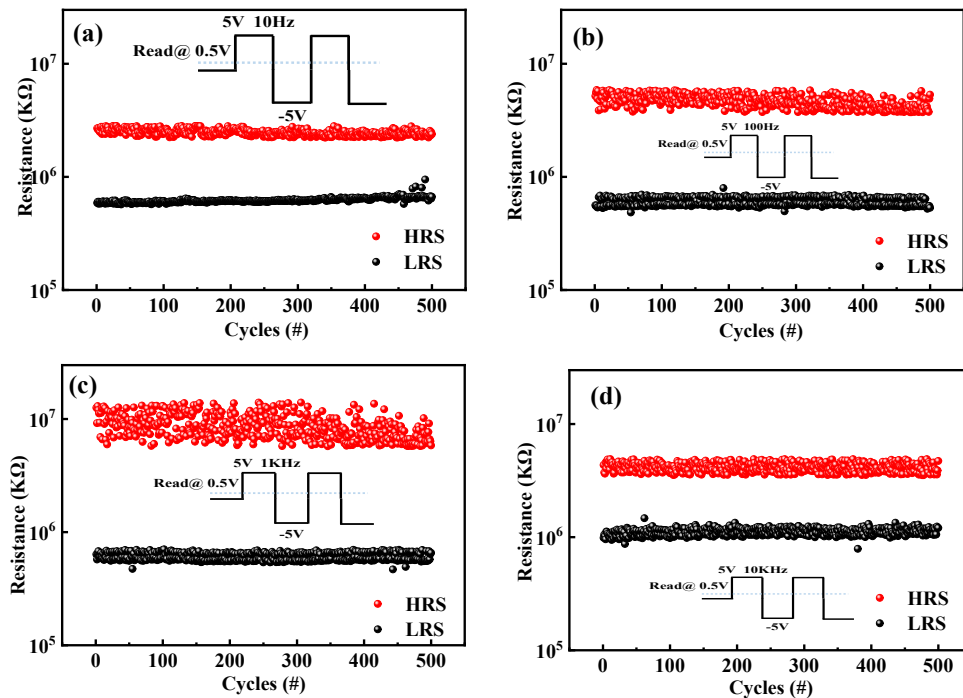 (a)
5V 10Hz
Read@ 0.5V
-5V
10⁷
10⁶
10⁵
Resistance (KΩ)
HRS
LRS
0 100 200 300 400 500
Cycles (#)
(b)
5V 100Hz
Read@ 0.5V
-5V
10⁷
10⁶
10⁵
Resistance (KΩ)
HRS
LRS
0 100 200 300 400 500
Cycles (#)
(c)
5V 1KHz
Read@ 0.5V
-5V
10⁷
10⁶
10⁵
Resistance (KΩ)
HRS
LRS
0 100 200 300 400 500
Cycles (#)
(d)
5V 10KHz
Read@ 0.5V
-5V
10⁷
10⁶
10⁵
Resistance (KΩ)
HRS
LRS
0 100 200 300 400 500
Cycles (#)